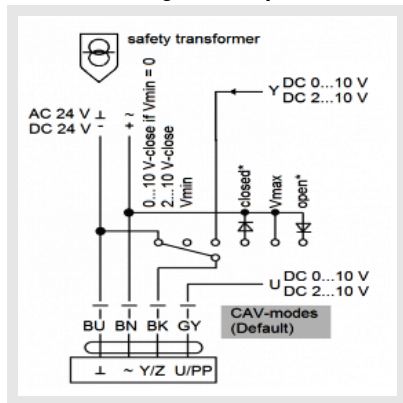 safety transformer
AC 24 V ⊥
DC 24 V -
+ ~
0...10 V-close if Vmin = 0
2...10 V-close
Vmin
Y DC 0...10 V
DC 2...10 V
closed*
Vmax
open*
U DC 0...10 V
DC 2...10 V
CAV-modes
(Default)
BU BN BK GY
⊥ ~ Y/Z U/PP